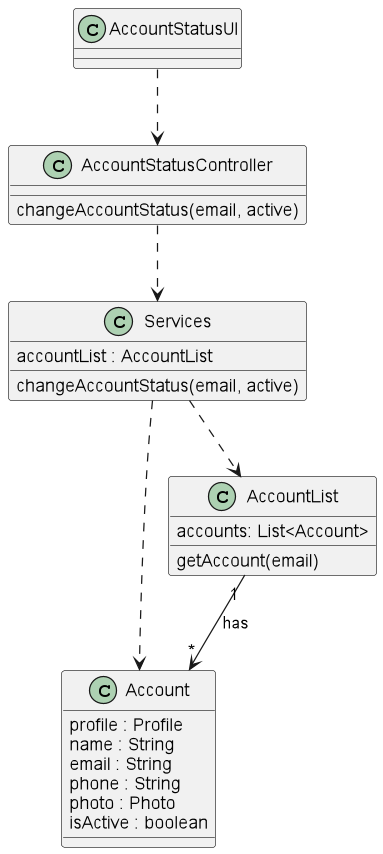 C AccountStatusUI
C AccountStatusController
changeAccountStatus(email, active)
C Services
accountList : AccountList
changeAccountStatus(email, active)
C AccountList
accounts: List<Account>
getAccount(email)
1
has
*
C Account
profile : Profile
name : String
email : String
phone : String
photo : Photo
isActive : boolean